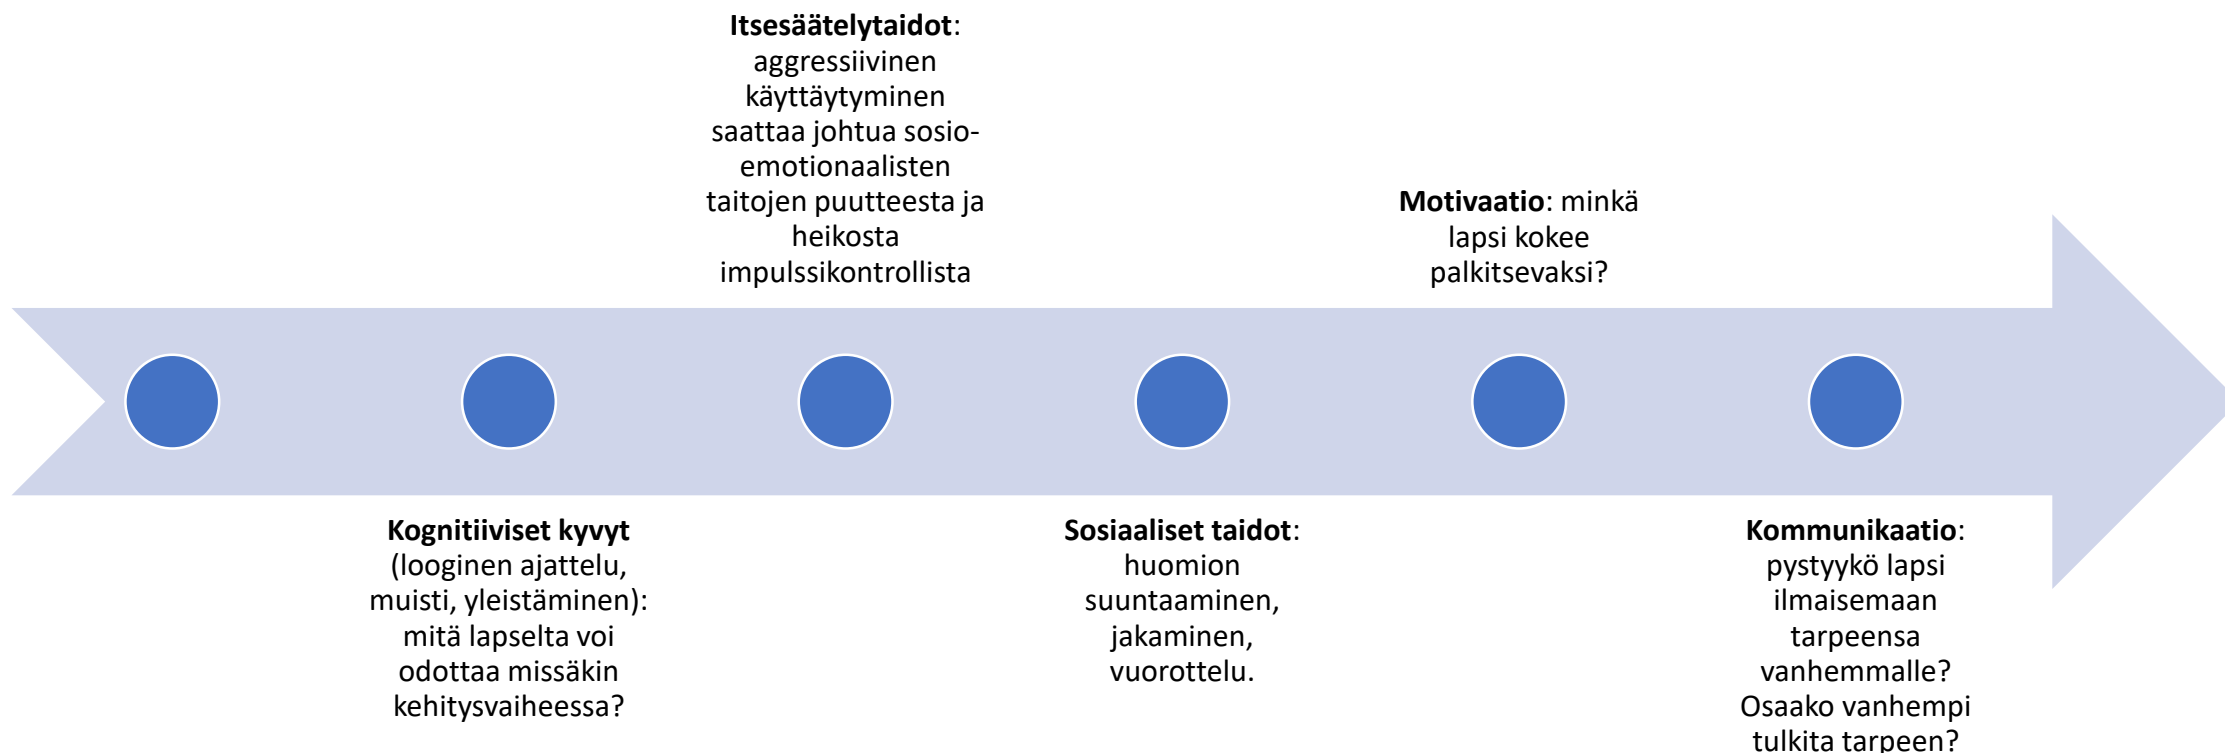 Itsesäätelytaidot:
aggressiivinen
käyttäytyminen
saattaa johtua sosio-
emotionaalisten
taitojen puutteesta ja
heikosta
impulssikontrollista
Motivaatio: minkä
lapsi kokee
palkitsevaksi?
Kognitiiviset kyvyt
(looginen ajattelu,
muisti, yleistäminen):
mitä lapselta voi
odottaa missäkin
kehitysvaiheessa?
Sosiaaliset taidot:
huomion
suuntaaminen,
jakaminen,
vuorottelu.
Kommunikaatio:
pystyykö lapsi
ilmaisemaan
tarpeensa
vanhemmalle?
Osaako vanhempi
tulkita tarpeen?